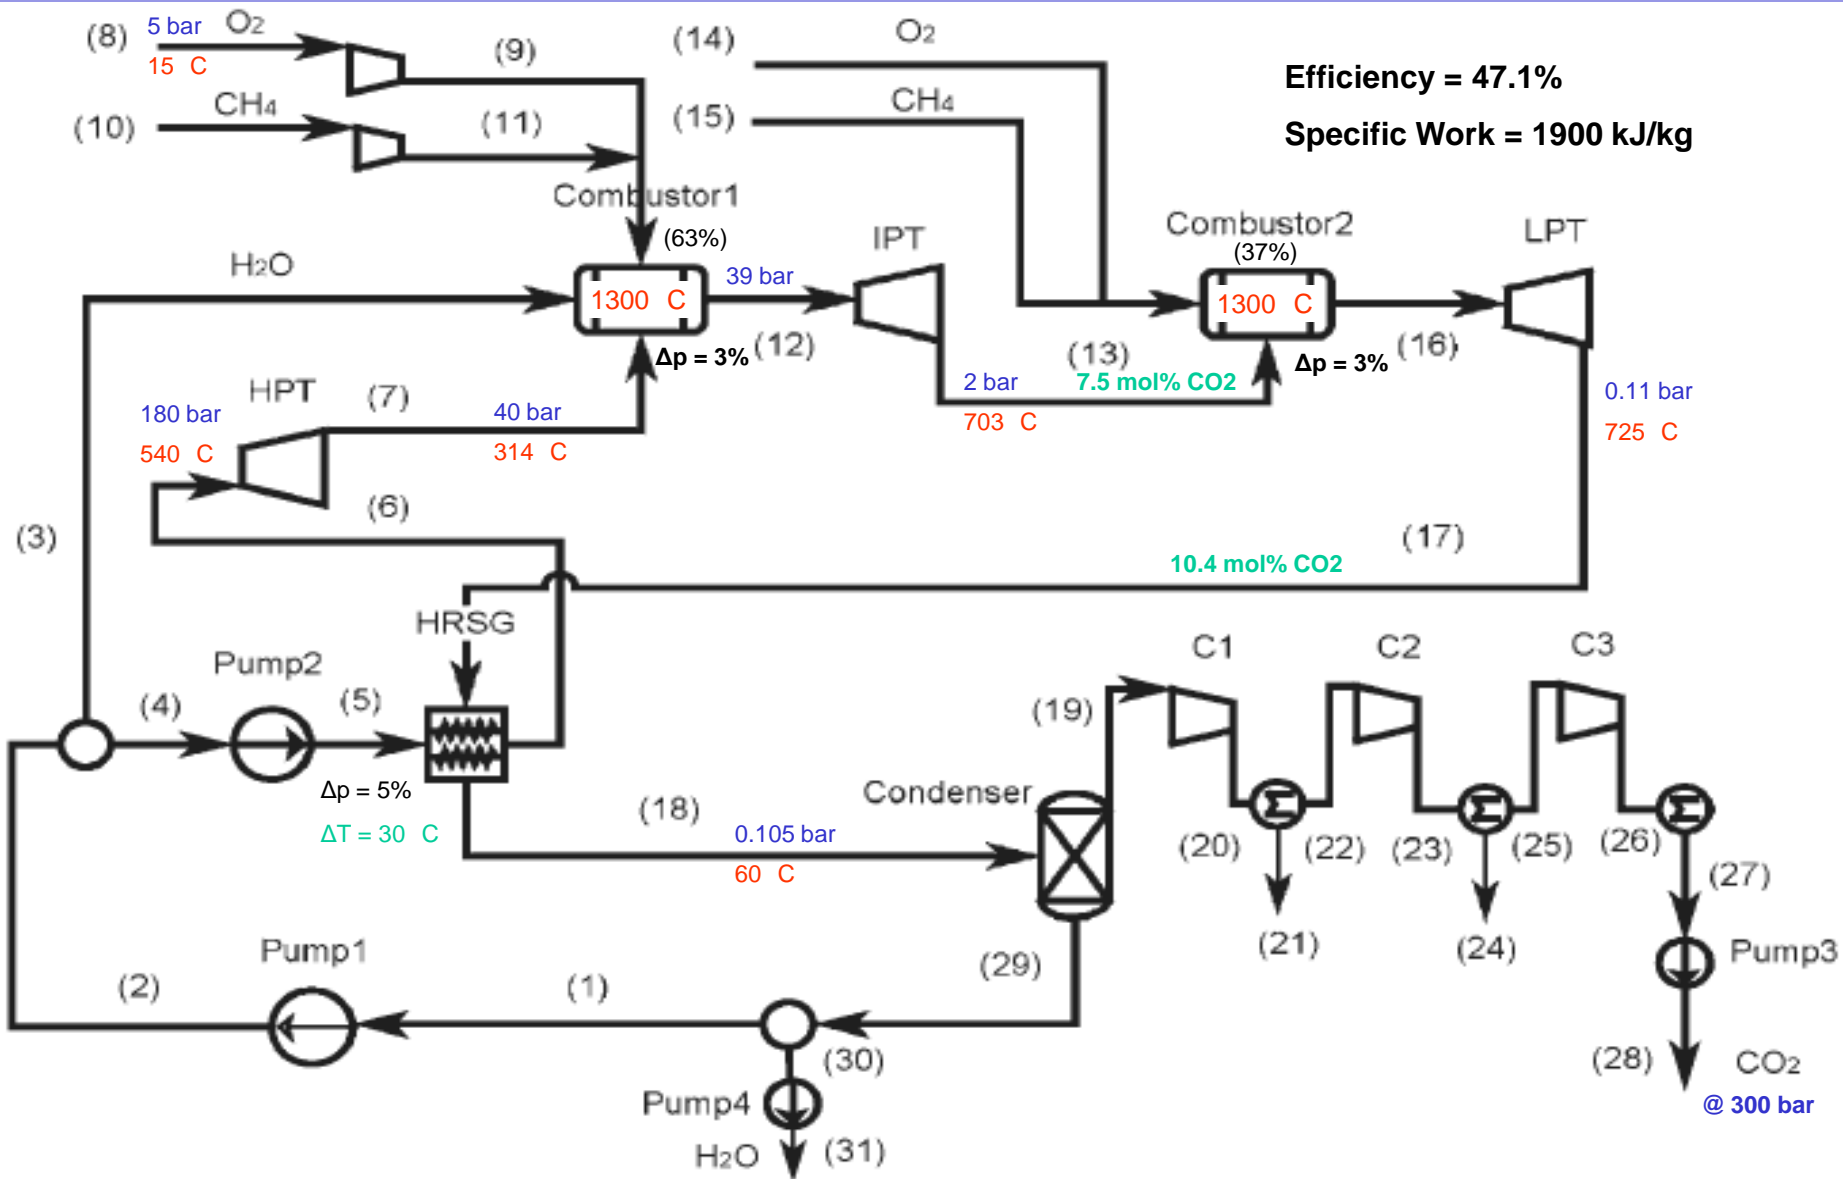 (8)
5 bar
O2
15 C
(9)
(14)
O2
Efficiency = 47.1%
Specific Work = 1900 kJ/kg
(10)
CH4
(11)
(15)
CH4
Combustor1
(63%)
1300 C
Δp = 3%
H2O
39 bar
(12)
IPT
Combustor2
(37%)
1300 C
Δp = 3%
(16)
LPT
(13)
2 bar
7.5 mol% CO2
703 C
0.11 bar
725 C
HPT
(7)
180 bar
540 C
40 bar
314 C
(6)
(3)
(17)
10.4 mol% CO2
HRSG
Pump2
(4)
(5)
Δp = 5%
ΔT = 30 C
(18)
0.105 bar
60 C
Condenser
(19)
C1
C2
C3
(20)
(22)
(23)
(25)
(26)
(21)
(24)
(27)
Pump3
(28)
CO2
@ 300 bar
Pump1
(2)
(1)
(29)
(30)
Pump4
H2O
(31)